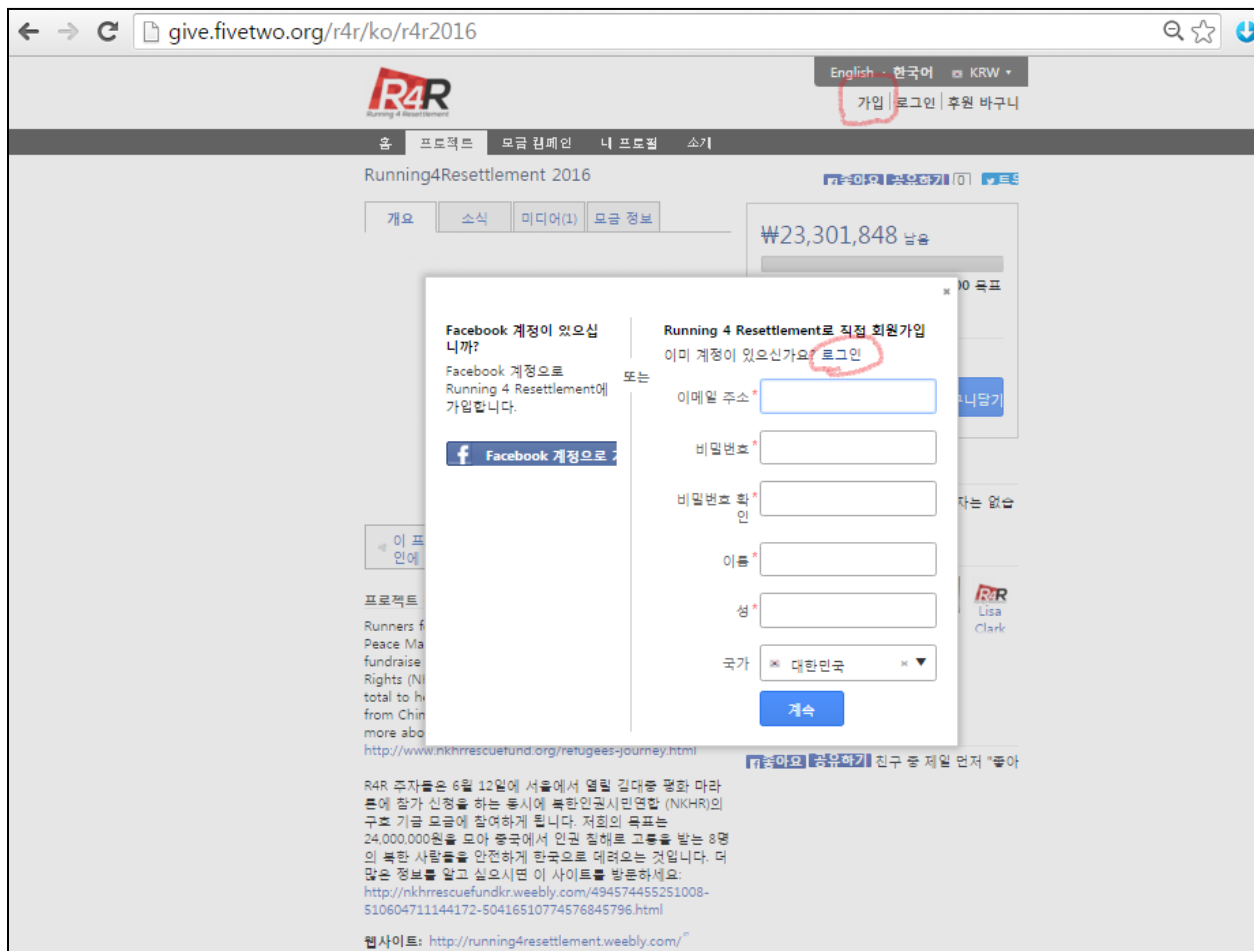 give.fivetwo.org/r4r/ko/r4r2016
English · 한국어 KRW
R4R
Running 4 Resettlement
가입 | 로그인 | 후원 바구니
홈 프로젝트 모금 캠페인 내 프로필 소개
Running4Resettlement 2016
좋아요 공유하기 0
개요 소식 미디어(1) 모금 정보
₩23,301,848 남음
00 목표
구니담기
자는 없습
Facebook 계정이 있으십
니까?
Facebook 계정으로
Running 4 Resettlement에
가입합니다.
Facebook 계정으로
또는
Running 4 Resettlement로 직접 회원가입
이미 계정이 있으신가요? 로그인
이메일 주소*
비밀번호*
비밀번호 확*
인
이름*
성*
국가 대한민국
계속
이 프
인에
R4R
Lisa
Clark
프로젝트
Runners f
Peace Ma
fundraise
Rights (N
total to h
from Chin
more abo
http://www.nkhrrescuefund.org/refugees-journey.html
좋아요 공유하기 친구 중 제일 먼저 "좋아
R4R 주자들은 6월 12일에 서울에서 열릴 김대중 평화 마라
톤에 참가 신청을 하는 동시에 북한인권시민연합 (NKHR)의
구호 기금 모금에 참여하게 됩니다. 저희의 목표는
24,000,000원을 모아 중국에서 인권 침해로 고통을 받는 8명
의 북한 사람들을 안전하게 한국으로 데려오는 것입니다. 더
많은 정보를 알고 싶으시면 이 사이트를 방문하세요:
http://nkhrrescuefundkr.weebly.com/494574455251008-
510604711144172-50416510774576845796.html
웹사이트: http://running4resettlement.weebly.com/